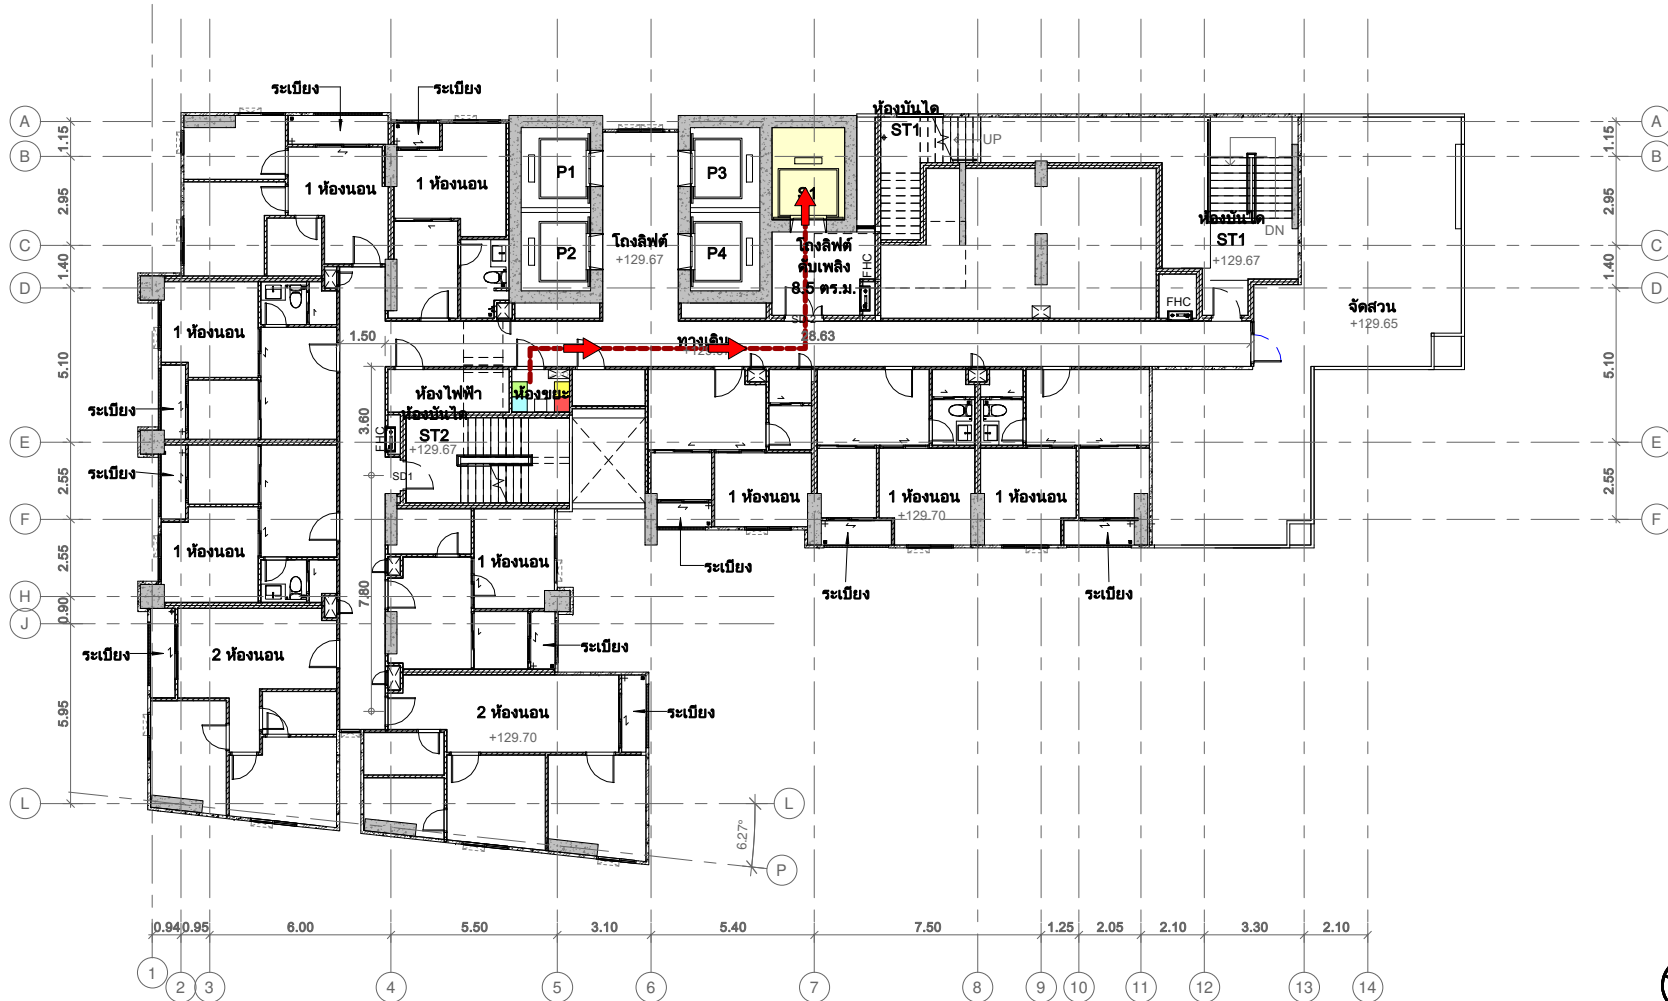 ระเบียง
ระเบียง
ห้องบันได
ST1
UP
A
A
B
B
C
C
D
D
E
E
F
F
H
J
L
L
P
1.15
2.95
1.40
5.10
2.55
2.55
0.90
5.95
1.15
2.95
1.40
5.10
2.55
1 ห้องนอน
1 ห้องนอน
P1
P2
P3
P4
S1
โถงลิฟต์
+129.67
โถงลิฟต์
ดับเพลิง
8.5 ตร.ม.
FHC
FHC
ห้องบันได
ST1
+129.67
DN
จัดสวน
+129.65
1 ห้องนอน
1.50
ทางเดิน
28.63
ห้องไฟฟ้า
ห้องขยะ
ห้องบันได
ST2
+129.67
FHC
SD1
3.60
7.80
ระเบียง
ระเบียง
1 ห้องนอน
1 ห้องนอน
1 ห้องนอน
1 ห้องนอน
+129.70
1 ห้องนอน
ระเบียง
ระเบียง
ระเบียง
ระเบียง
2 ห้องนอน
ระเบียง
2 ห้องนอน
+129.70
ระเบียง
6.27°
0.94
0.95
6.00
5.50
3.10
5.40
7.50
1.25
2.05
2.10
3.30
2.10
1
2
3
4
5
6
7
8
9
10
11
12
13
14